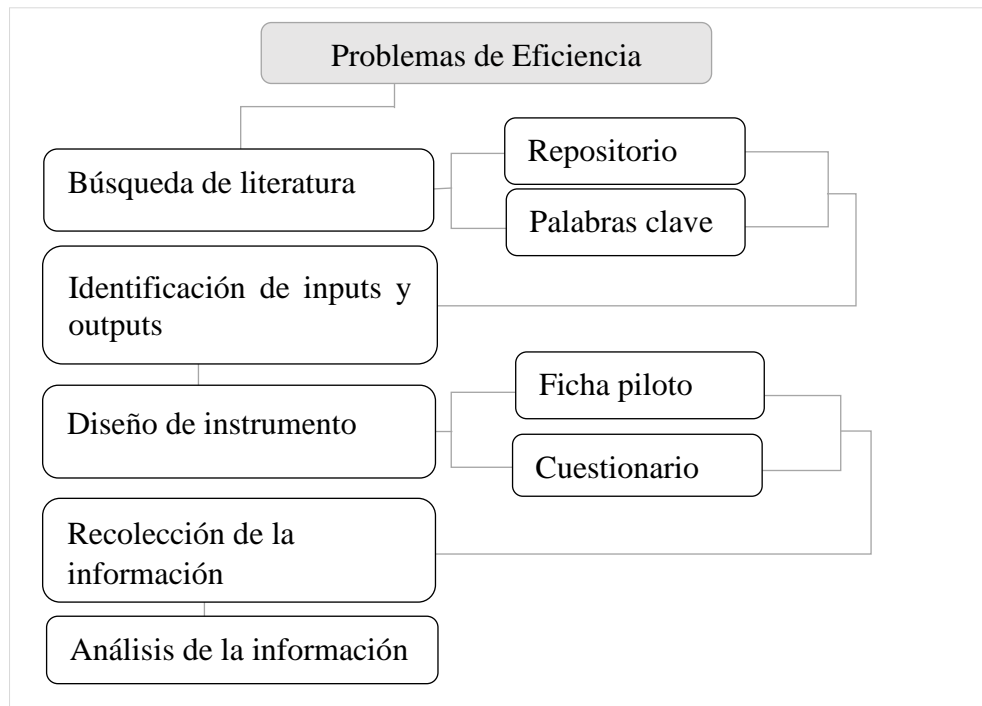 Problemas de Eficiencia
Búsqueda de literatura
Repositorio
Palabras clave
Identificación de inputs y
outputs
Diseño de instrumento
Ficha piloto
Cuestionario
Recolección de la
información
Análisis de la información